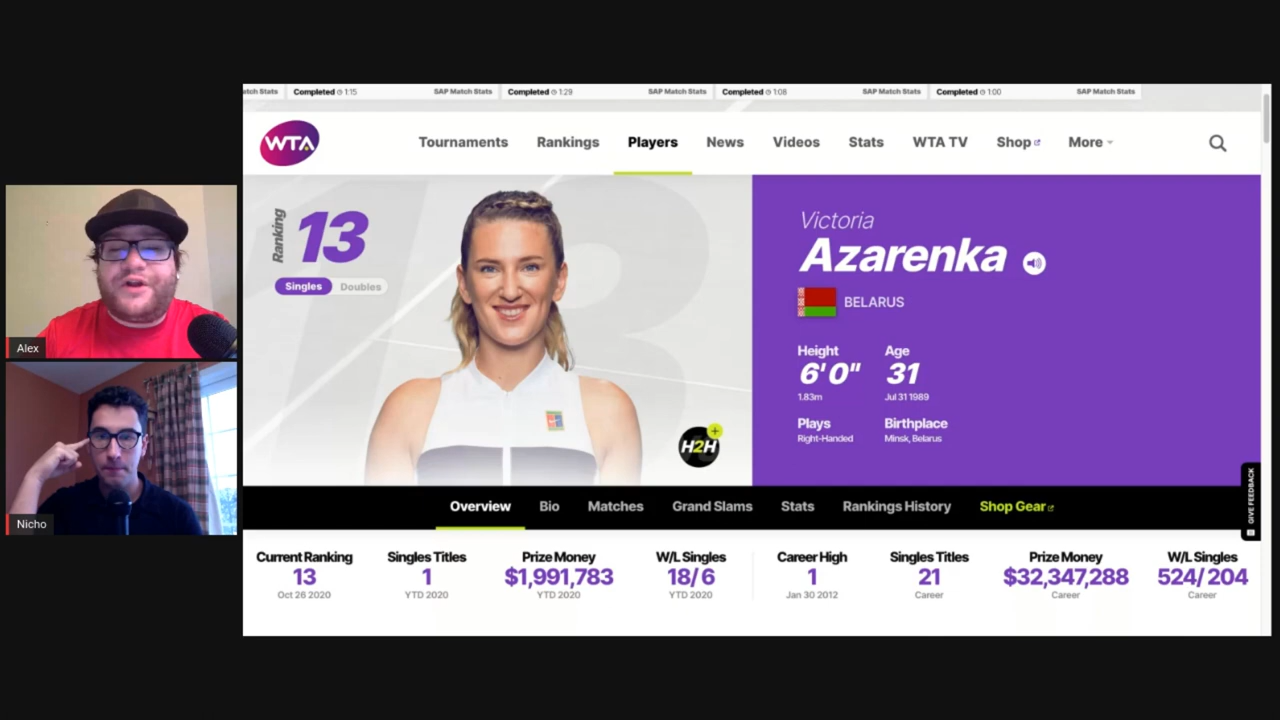 atch Stats
Completed 1:15 SAP Match Stats
Completed 1:29 SAP Match Stats
Completed 1:08 SAP Match Stats
Completed 1:00 SAP Match Stats
WTA
Tournaments Rankings Players News Videos Stats WTA TV Shop More
Ranking 13
Singles Doubles
13
H2H +
Victoria
Azarenka
BELARUS
Height Age
6' 0" 31
1.83m Jul 31 1989
Plays Birthplace
Right-Handed Minsk, Belarus
GIVE FEEDBACK
Overview Bio Matches Grand Slams Stats Rankings History Shop Gear
Current Ranking Singles Titles Prize Money W/L Singles Career High Singles Titles Prize Money W/L Singles
13 1 $1,991,783 18/6 1 21 $32,347,288 524/204
Oct 26 2020 YTD 2020 YTD 2020 YTD 2020 Jan 30 2012 Career Career Career
Alex
Nicho